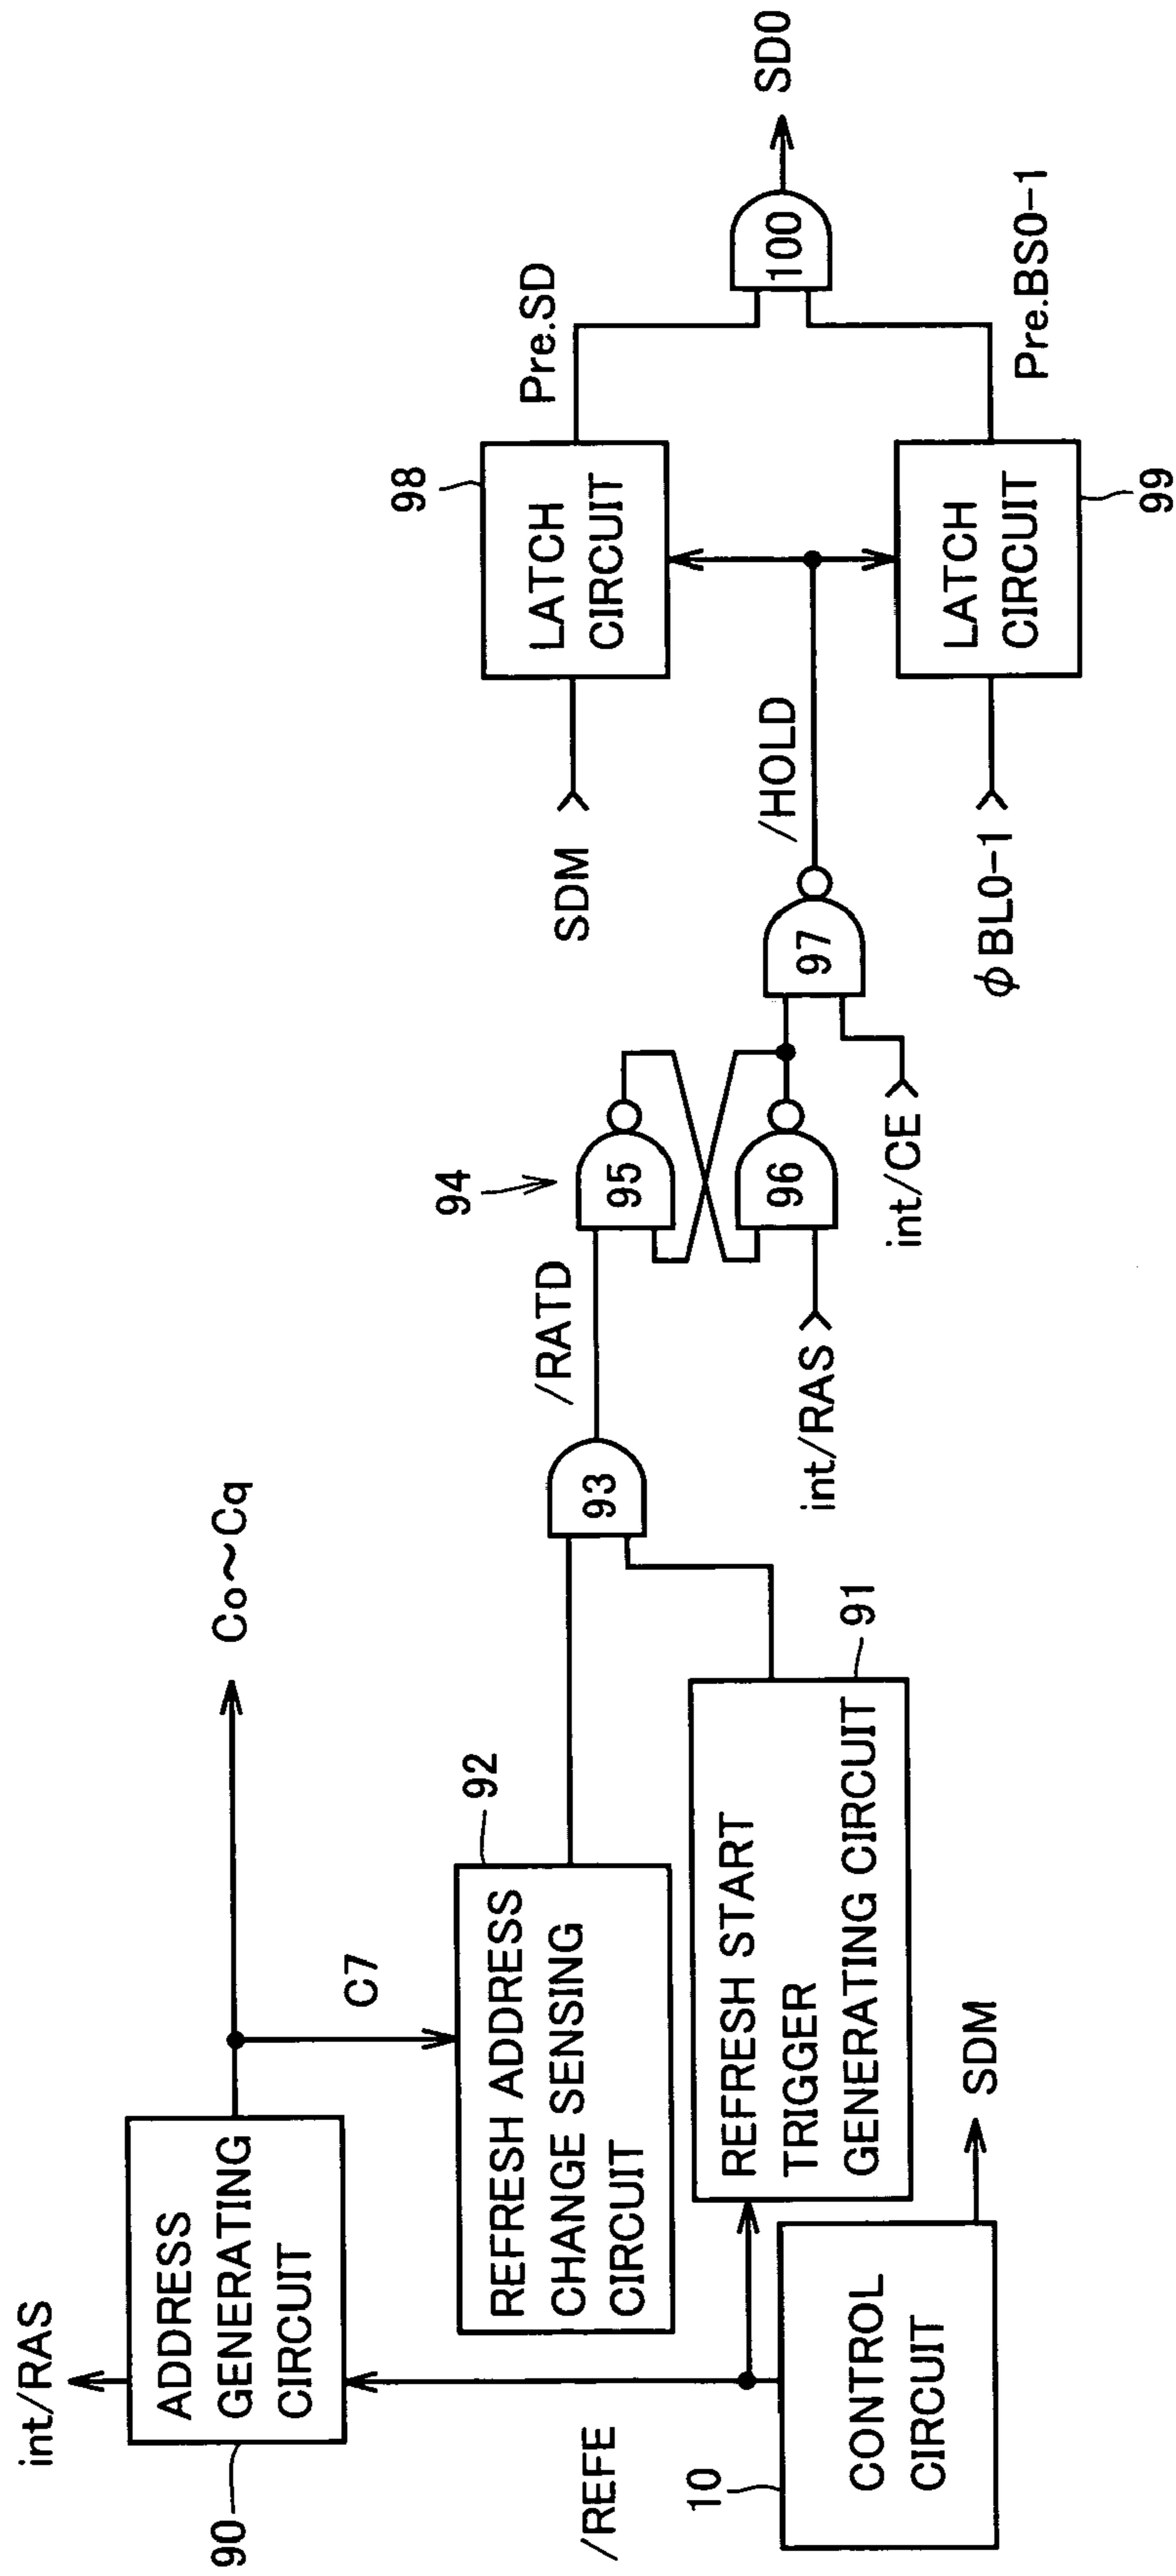 int/RAS
Co~Cq
90
ADDRESS
GENERATING
CIRCUIT
C7
92
REFRESH ADDRESS
CHANGE SENSING
CIRCUIT
/REFE
10
CONTROL
CIRCUIT
SDM
REFRESH START
TRIGGER
GENERATING CIRCUIT
91
93
/RATD
94
95
96
int/RAS
int/CE
97
/HOLD
SDM
98
LATCH
CIRCUIT
Pre.SD
ϕBL0-1
LATCH
CIRCUIT
99
Pre.BS0-1
100
SD0